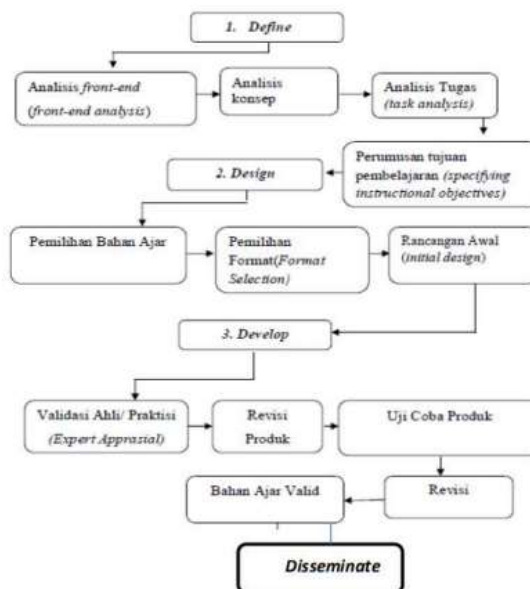 1. Define
Analisis front-end
(front-end analysis)
Analisis
konsep
Analisis Tugas
(task analysis)
Perumusan tujuan
pembelajaran (specifying
instructional objectives)
2. Design
Pemilihan Bahan Ajar
Pemilihan
Format(Format
Selection)
Rancangan Awal
(initial design)
3. Develop
Validasi Ahli/ Praktisi
(Expert Apprasial)
Revisi
Produk
Uji Coba Produk
Revisi
Bahan Ajar Valid
Disseminate